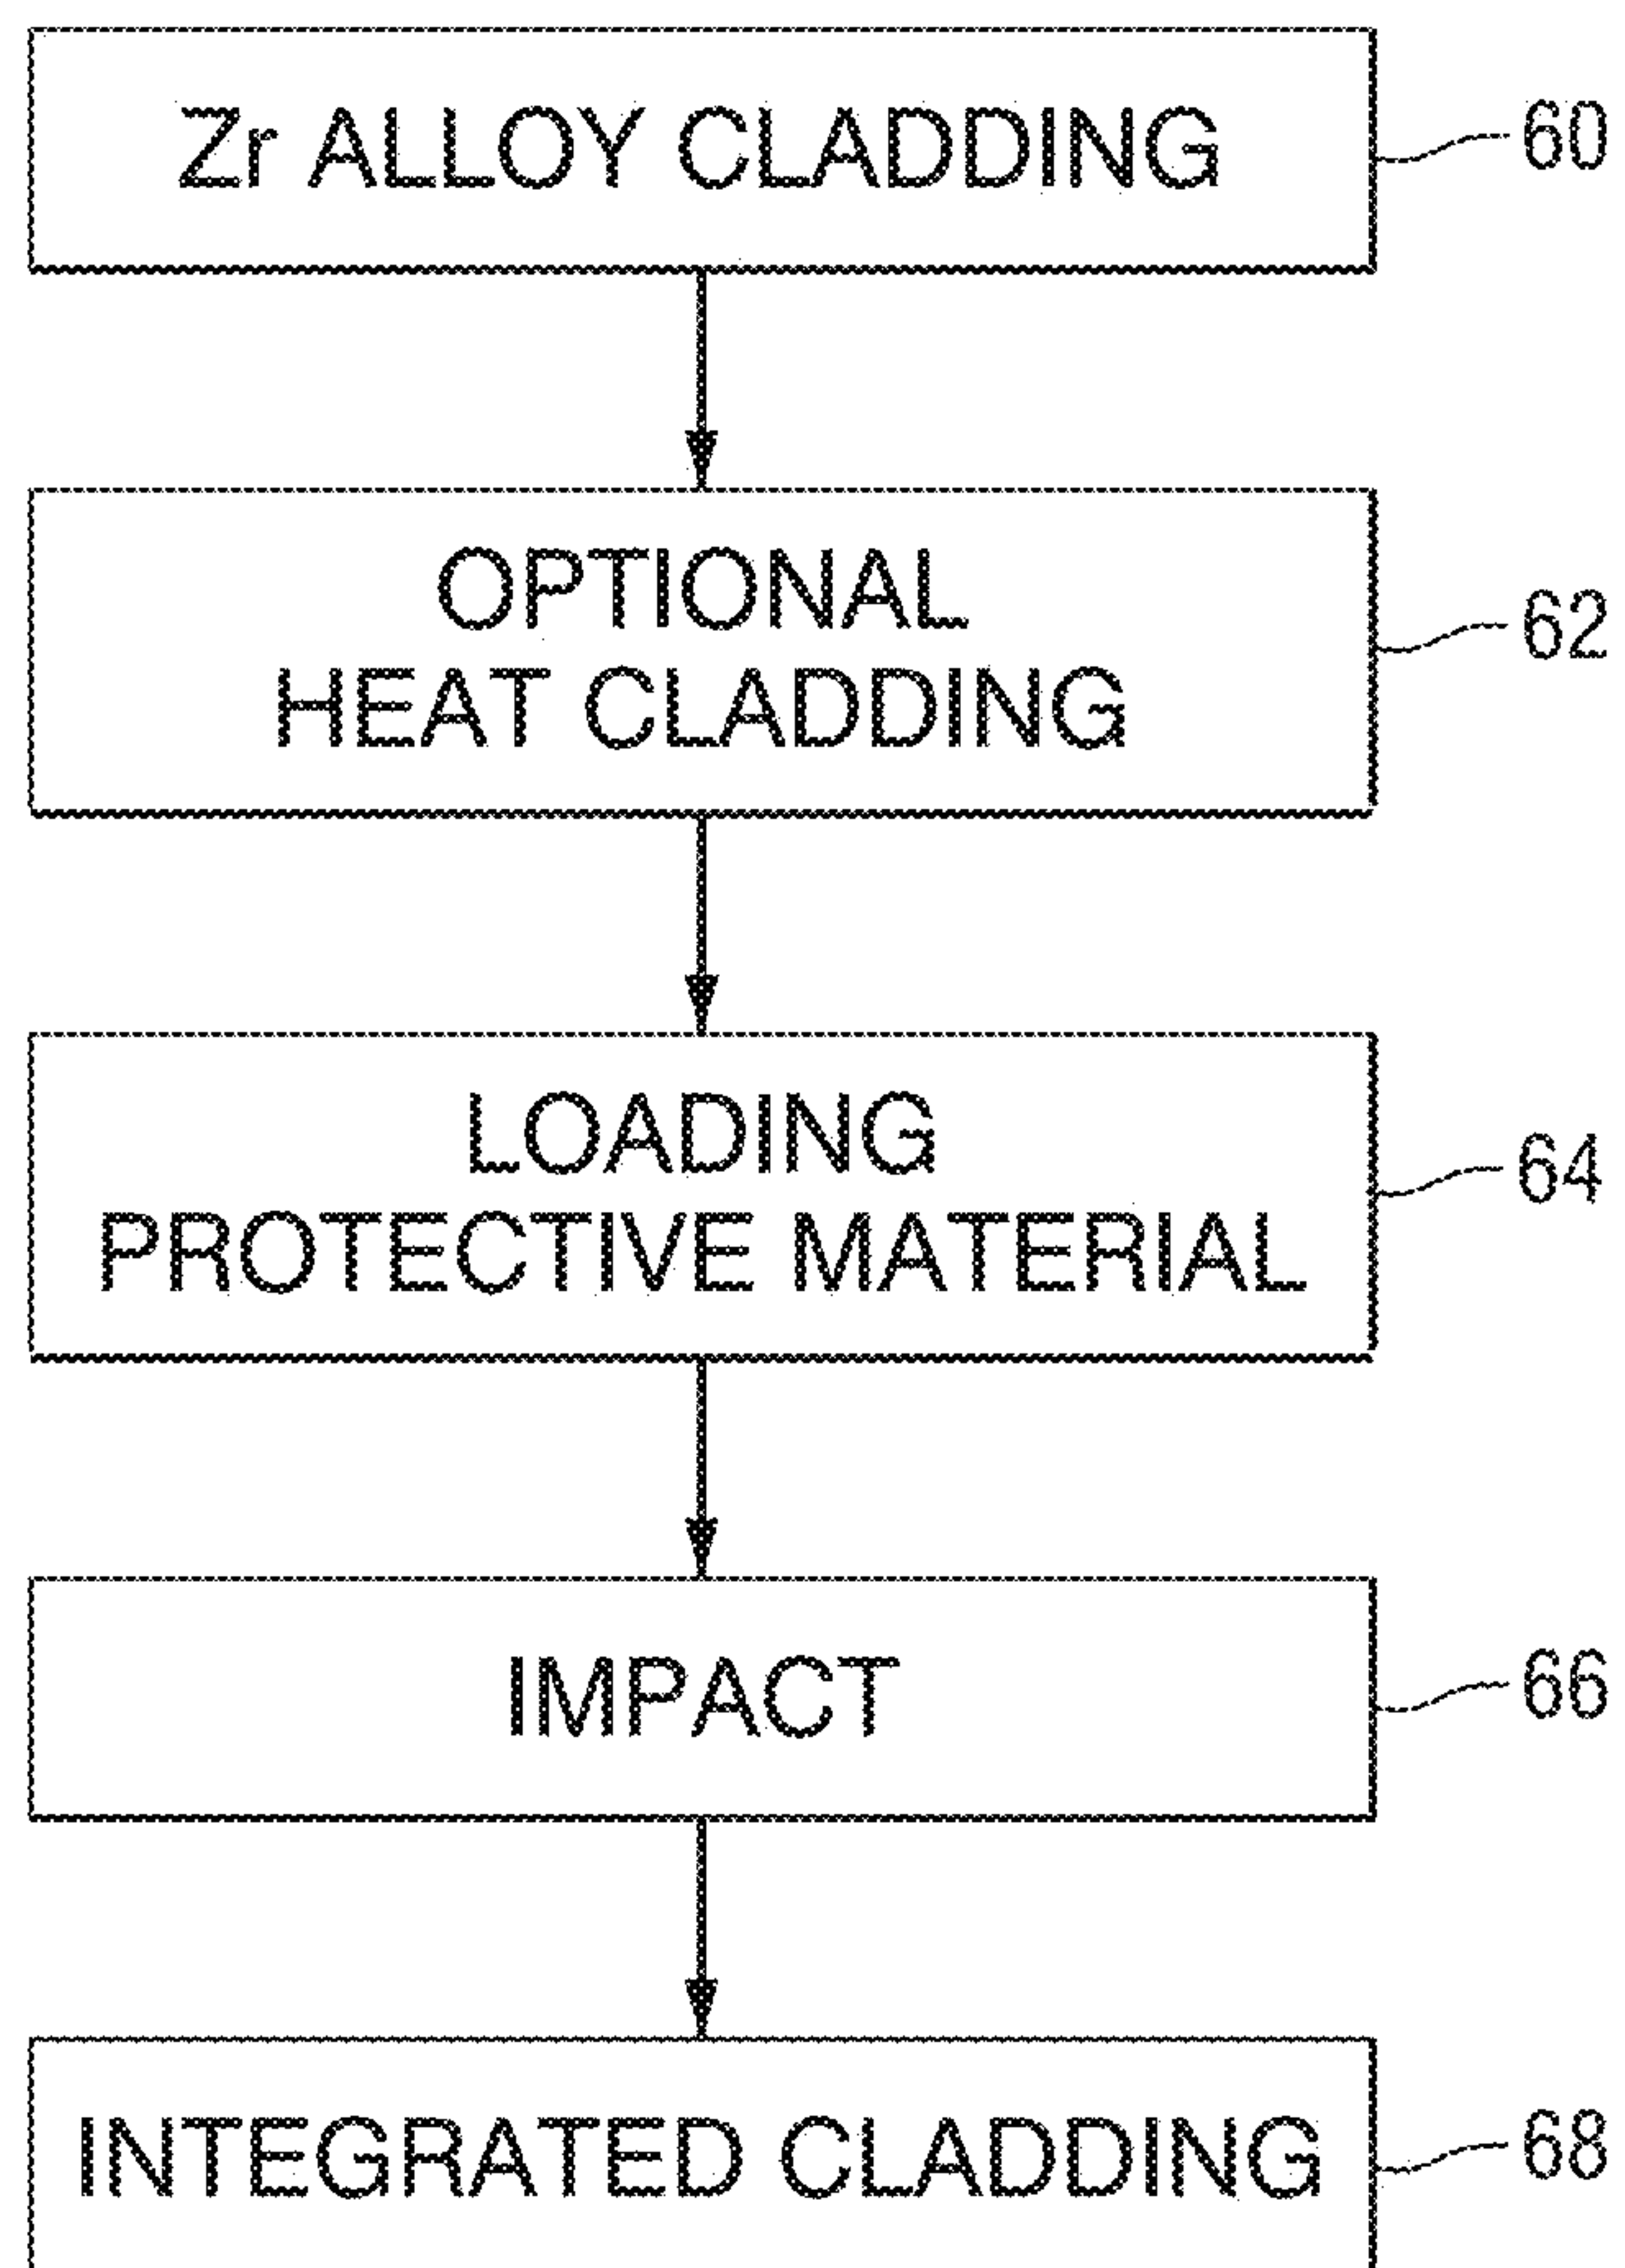 Zr ALLOY CLADDING
60
OPTIONAL
HEAT CLADDING
62
LOADING
PROTECTIVE MATERIAL
64
IMPACT
66
INTEGRATED CLADDING
68